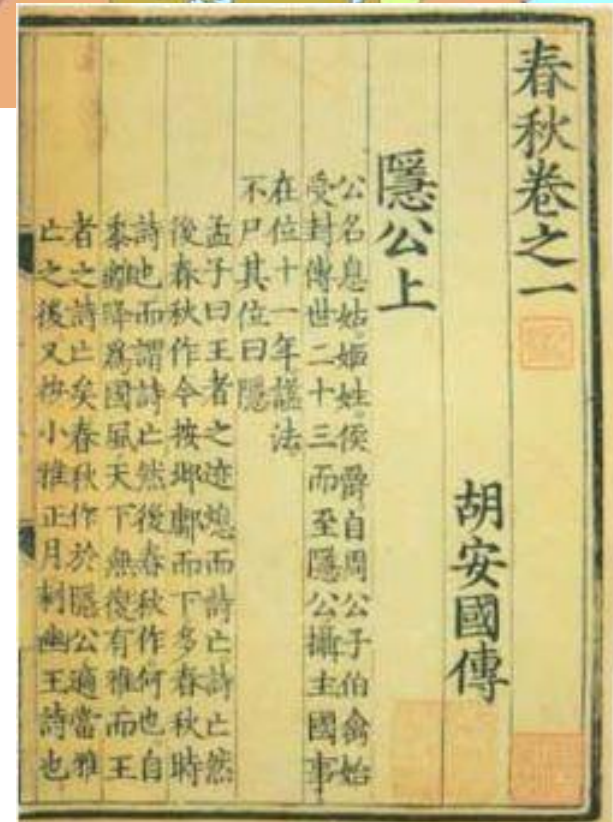 春秋卷之一
胡安國傳
隱公上
公名息姑姬姓侯爵自周公子伯禽始
受封傳世二十三而至隱公攝主國事
在位十一年謚法
不尸其位曰隱
孟子曰王者之迹熄而詩亡詩亡然
後春秋作今按邶鄘而下多春秋時
詩也而謂詩亡然後春秋作何也自
黍離降爲國風天下無復有雅而王
者之詩亡矣春秋作於隱公適當雅
亡之後又按小雅正月刺幽王詩也